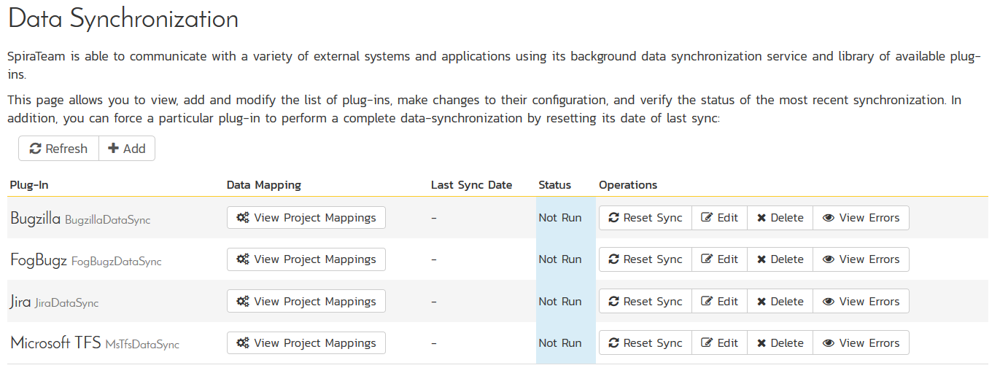 Data Synchronization
SpiraTeam is able to communicate with a variety of external systems and applications using its background data synchronization service and library of available plug-
ins.
This page allows you to view, add and modify the list of plug-ins, make changes to their configuration, and verify the status of the most recent synchronization. In
addition, you can force a particular plug-in to perform a complete data-synchronization by resetting its date of last sync:
Refresh Add
Plug-In Data Mapping Last Sync Date Status Operations
Bugzilla BugzillaDataSync View Project Mappings - Not Run Reset Sync Edit Delete View Errors
FogBugz FogBugzDataSync View Project Mappings - Not Run Reset Sync Edit Delete View Errors
Jira JiraDataSync View Project Mappings - Not Run Reset Sync Edit Delete View Errors
Microsoft TFS MsTfsDataSync View Project Mappings - Not Run Reset Sync Edit Delete View Errors